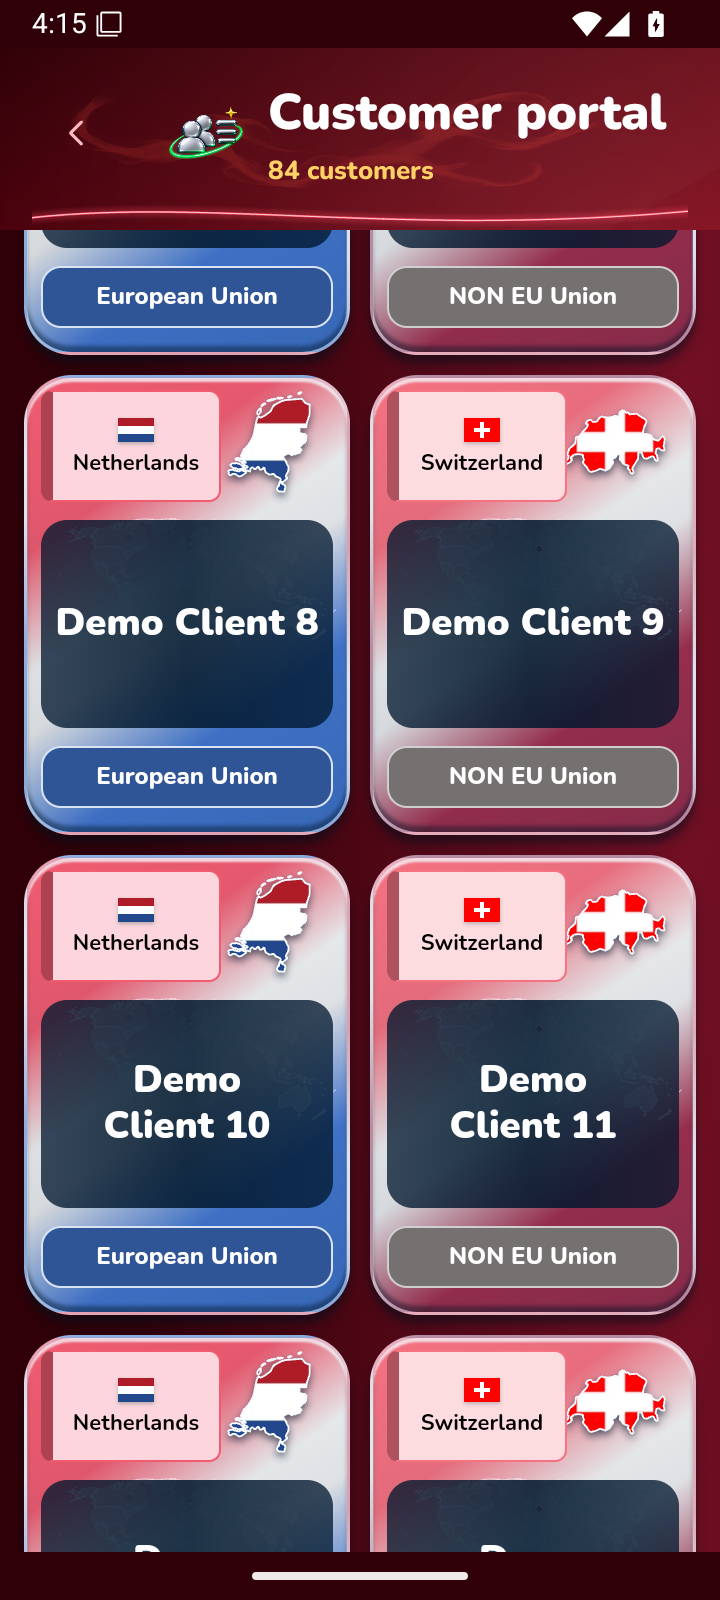 4:15
Customer portal
84 customers
European Union
NON EU Union
Netherlands
Switzerland
Demo Client 8
Demo Client 9
European Union
NON EU Union
Netherlands
Switzerland
Demo
Client 10
Demo
Client 11
European Union
NON EU Union
Netherlands
Switzerland